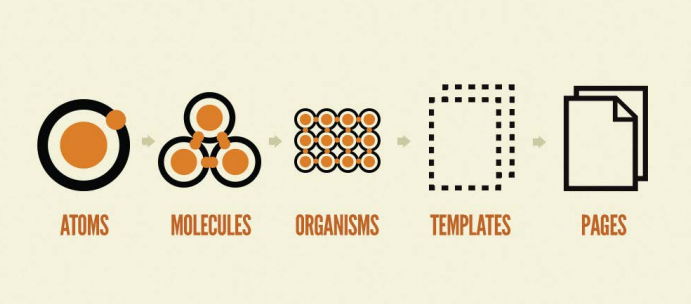 ATOMS MOLECULES ORGANISMS TEMPLATES PAGES